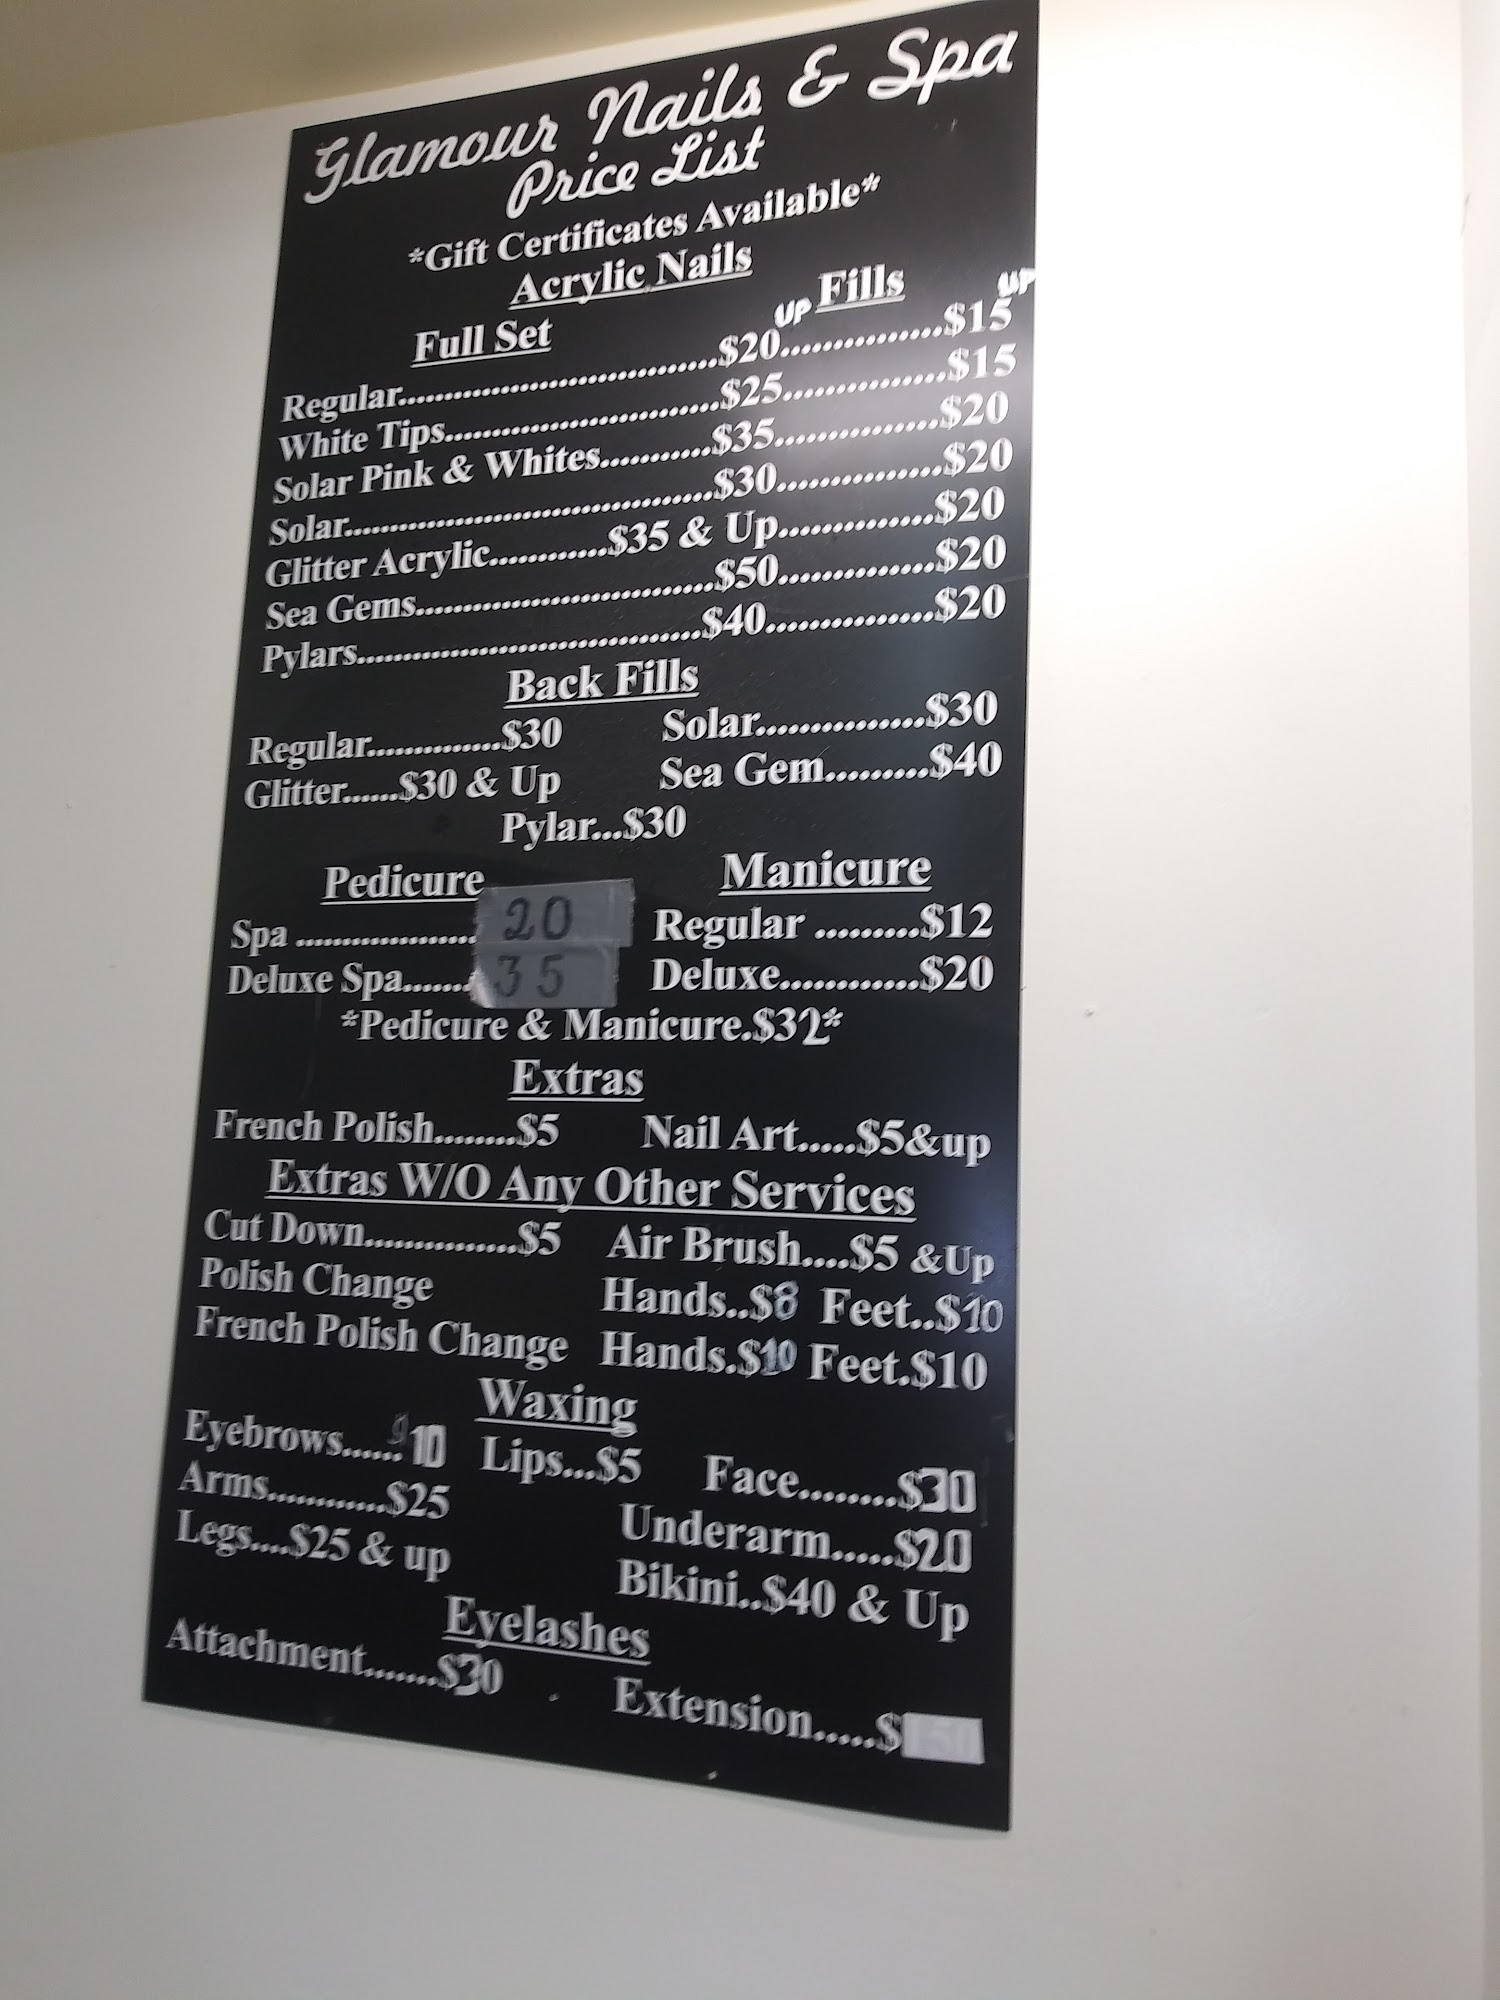 Glamour Nails & Spa
Price List
*Gift Certificates Available*
Acrylic Nails
Full Set UP Fills UP
Regular..................................$20...............$15
White Tips..............................$25...............$15
Solar Pink & Whites...........$35...............$20
Solar.......................................$30...............$20
Glitter Acrylic............$35 & Up..............$20
Sea Gems................................$50..............$20
Pylars.....................................$40...............$20
Back Fills
Regular..............$30 Solar...............$30
Glitter......$30 & Up Sea Gem.........$40
Pylar...$30
Pedicure Manicure
Spa ................... 20 Regular .........$12
Deluxe Spa....... 35 Deluxe............$20
*Pedicure & Manicure.$32*
Extras
French Polish........$5 Nail Art.....$5&up
Extras W/O Any Other Services
Cut Down...............$5 Air Brush....$5 &Up
Polish Change Hands..$8 Feet..$10
French Polish Change Hands.$10 Feet.$10
Waxing
Eyebrows......10 Lips...$5 Face........$30
Arms............$25 Underarm.....$20
Legs....$25 & up Bikini..$40 & Up
Eyelashes
Attachment.......$30 Extension.....$150